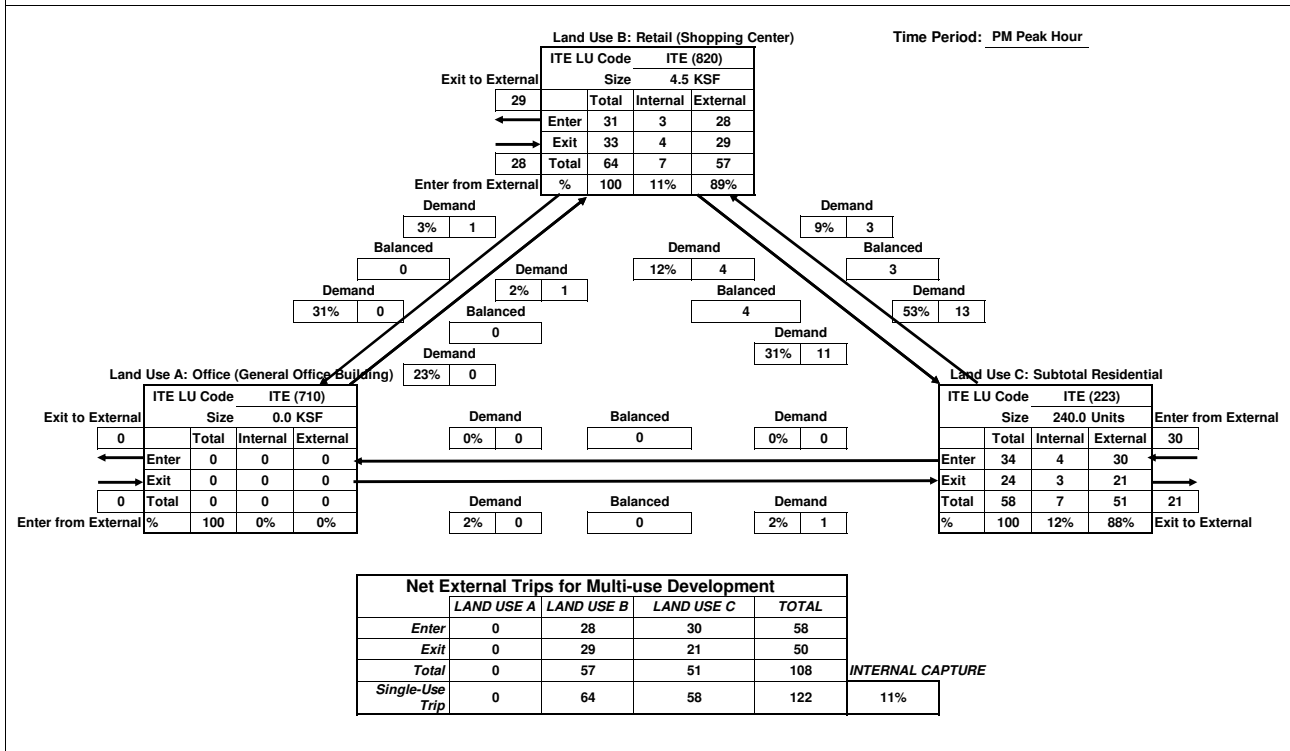 Land Use B: Retail (Shopping Center)
Time Period: PM Peak Hour
ITE LU Code ITE (820)
Exit to External Size 4.5 KSF
29 Total Internal External
Enter 31 3 28
Exit 33 4 29
28 Total 64 7 57
Enter from External % 100 11% 89%
Demand
3% 1
Balanced
0
Demand
31% 0
Demand
2% 1
Balanced
0
Demand
23% 0
Demand
12% 4
Balanced
4
Demand
31% 11
Demand
9% 3
Balanced
3
Demand
53% 13
Land Use A: Office (General Office Building)
ITE LU Code ITE (710)
Exit to External Size 0.0 KSF
0 Total Internal External
Enter 0 0 0
Exit 0 0 0
0 Total 0 0 0
Enter from External % 100 0% 0%
Demand Balanced Demand
0% 0 0 0% 0
Demand Balanced Demand
2% 0 0 2% 1
Land Use C: Subtotal Residential
ITE LU Code ITE (223)
Size 240.0 Units Enter from External
Total Internal External 30
Enter 34 4 30
Exit 24 3 21
Total 58 7 51 21
% 100 12% 88% Exit to External
Net External Trips for Multi-use Development
LAND USE A LAND USE B LAND USE C TOTAL
Enter 0 28 30 58
Exit 0 29 21 50
Total 0 57 51 108 INTERNAL CAPTURE
Single-Use
Trip 0 64 58 122 11%